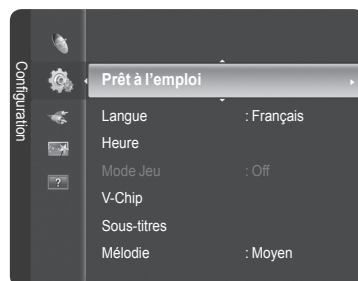 Configuration
Prêt à l’emploi
Langue : Français
Heure
Mode Jeu : Off
V-Chip
Sous-titres
Mélodie : Moyen
?